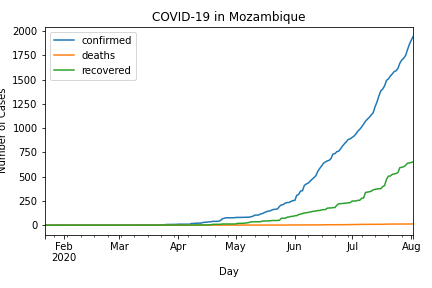 COVID-19 in Mozambique
confirmed
deaths
recovered
2000
1750
1500
1250
1000
750
500
250
0
Number of Cases
Feb Mar Apr May Jun Jul Aug
2020
Day